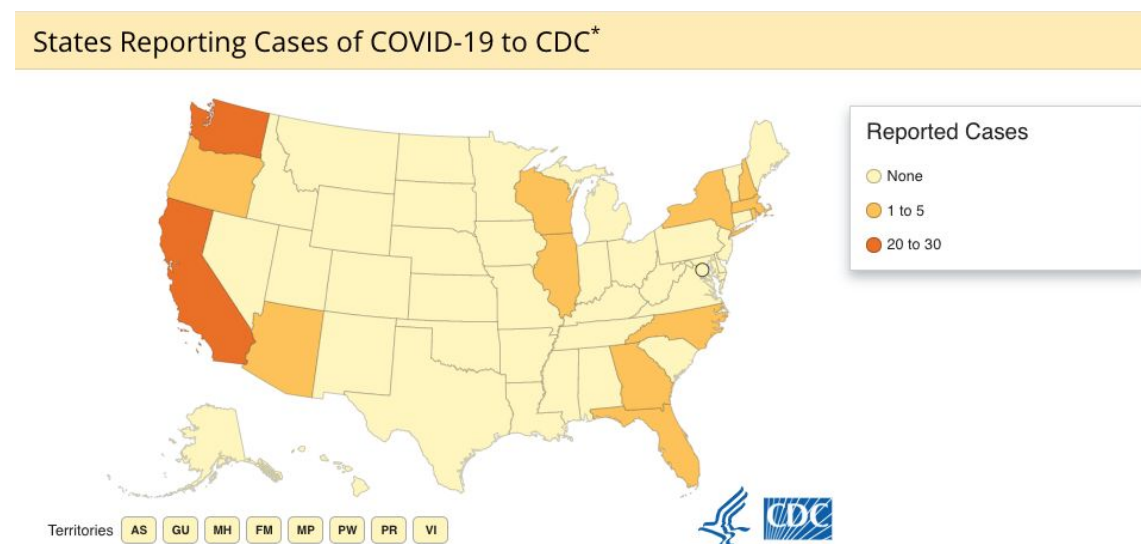 States Reporting Cases of COVID-19 to CDC*
Reported Cases
None
1 to 5
20 to 30
Territories AS GU MH FM MP PW PR VI
CDC